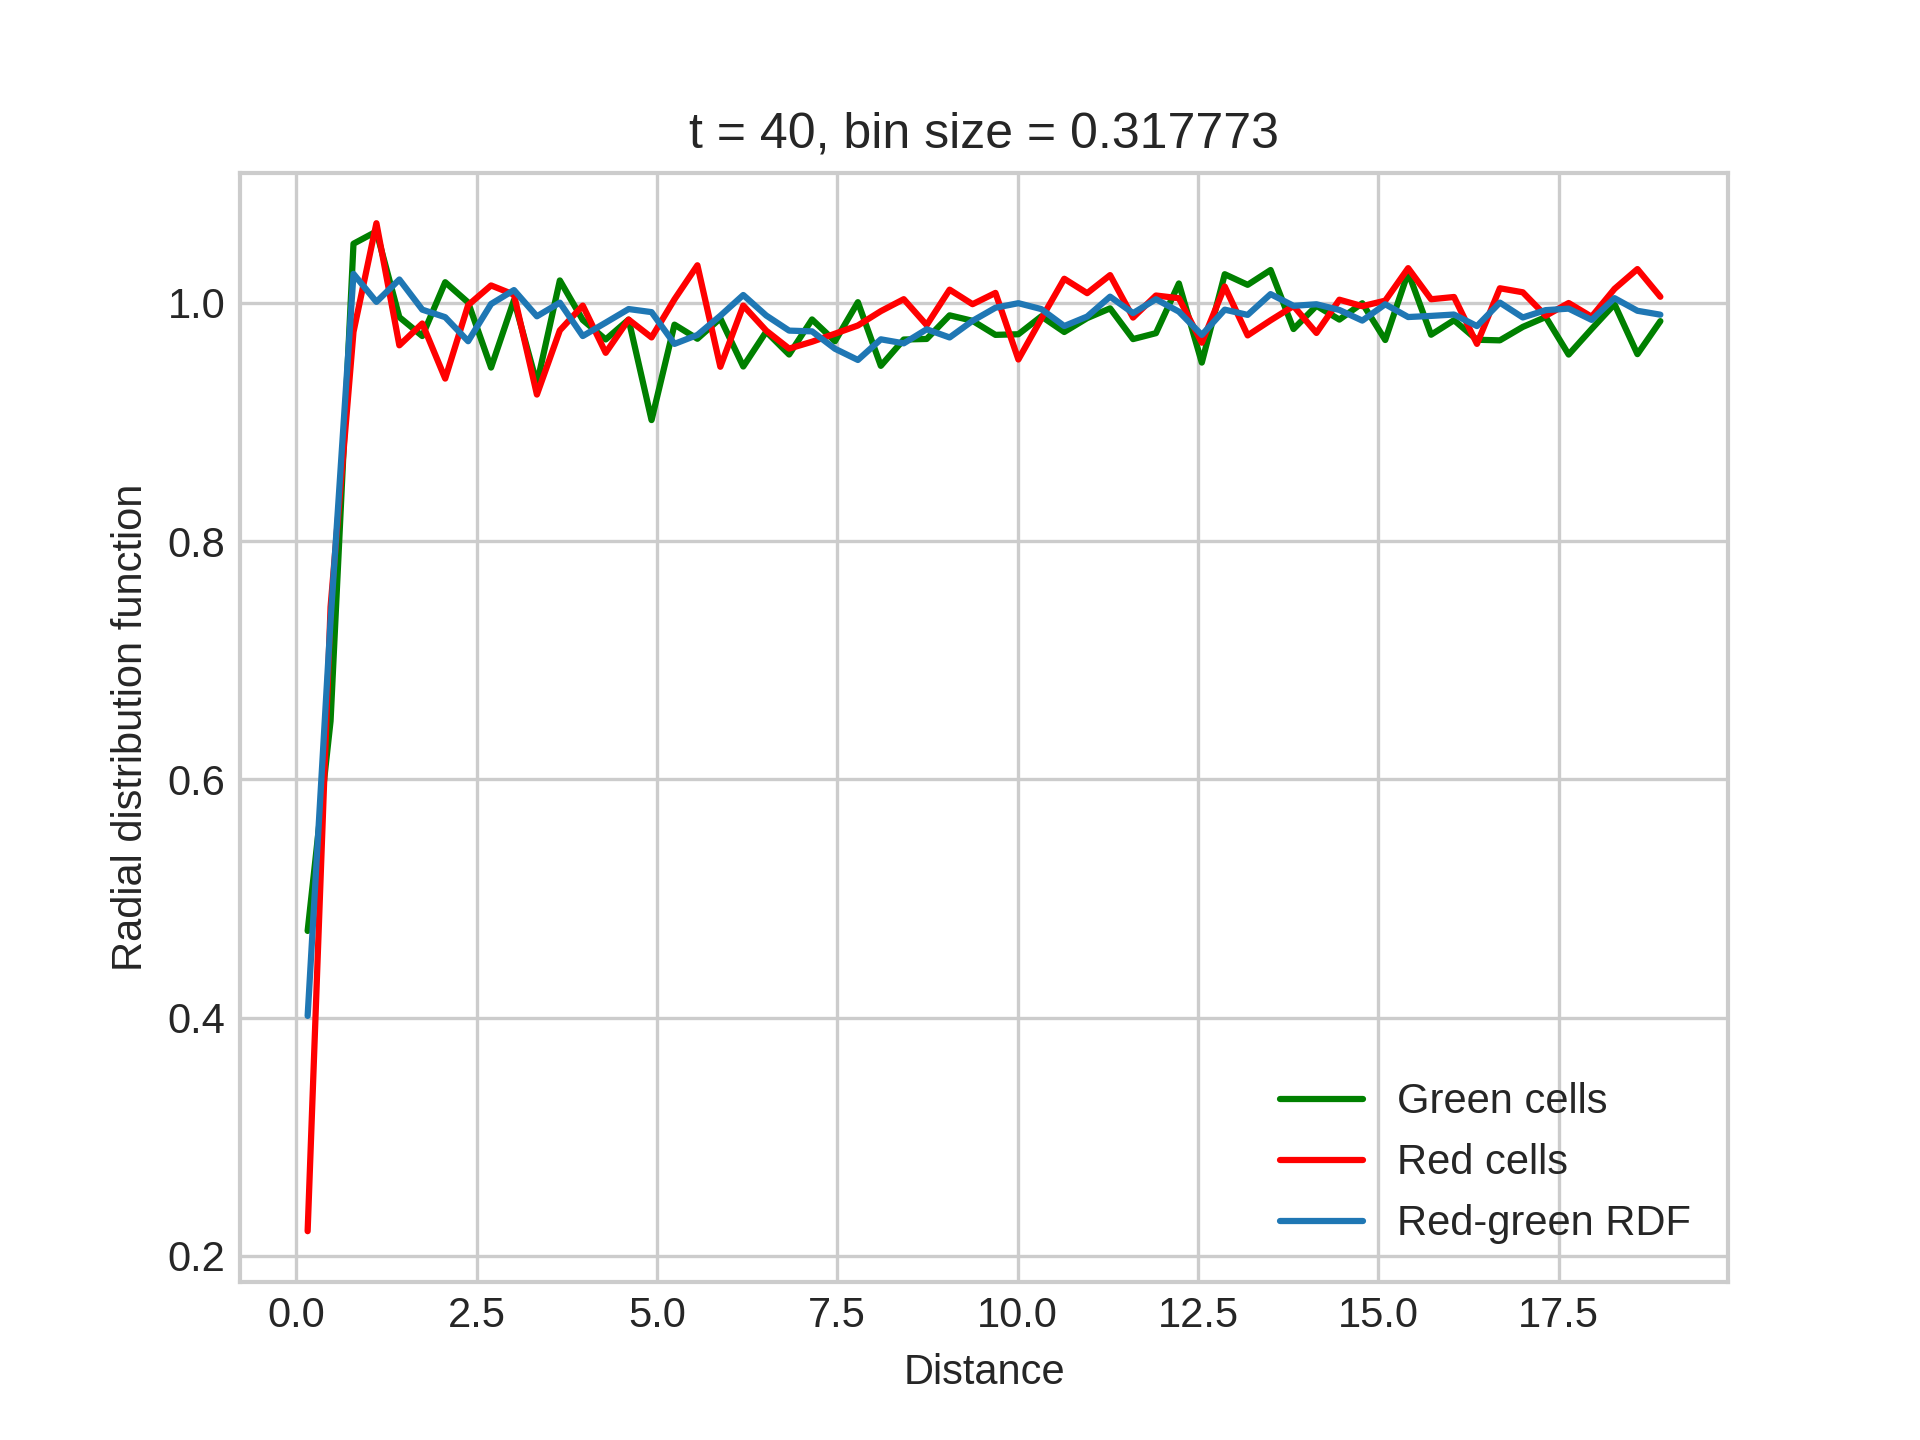 t = 40, bin size = 0.317773
Radial distribution function
1.0
0.8
0.6
0.4
0.2
Green cells
Red cells
Red-green RDF
0.0 2.5 5.0 7.5 10.0 12.5 15.0 17.5
Distance